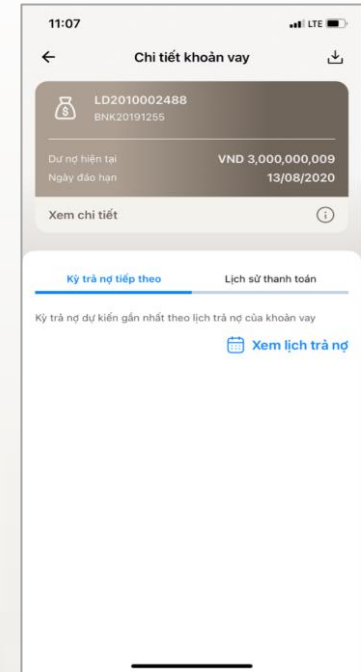 11:07
LTE
Chi tiết khoản vay
LD2010002488
BNK20191255
Dư nợ hiện tại VND 3,000,000,009
Ngày đáo hạn 13/08/2020
Xem chi tiết
Kỳ trả nợ tiếp theo Lịch sử thanh toán
Kỳ trả nợ dự kiến gần nhất theo lịch trả nợ của khoản vay
Xem lịch trả nợ